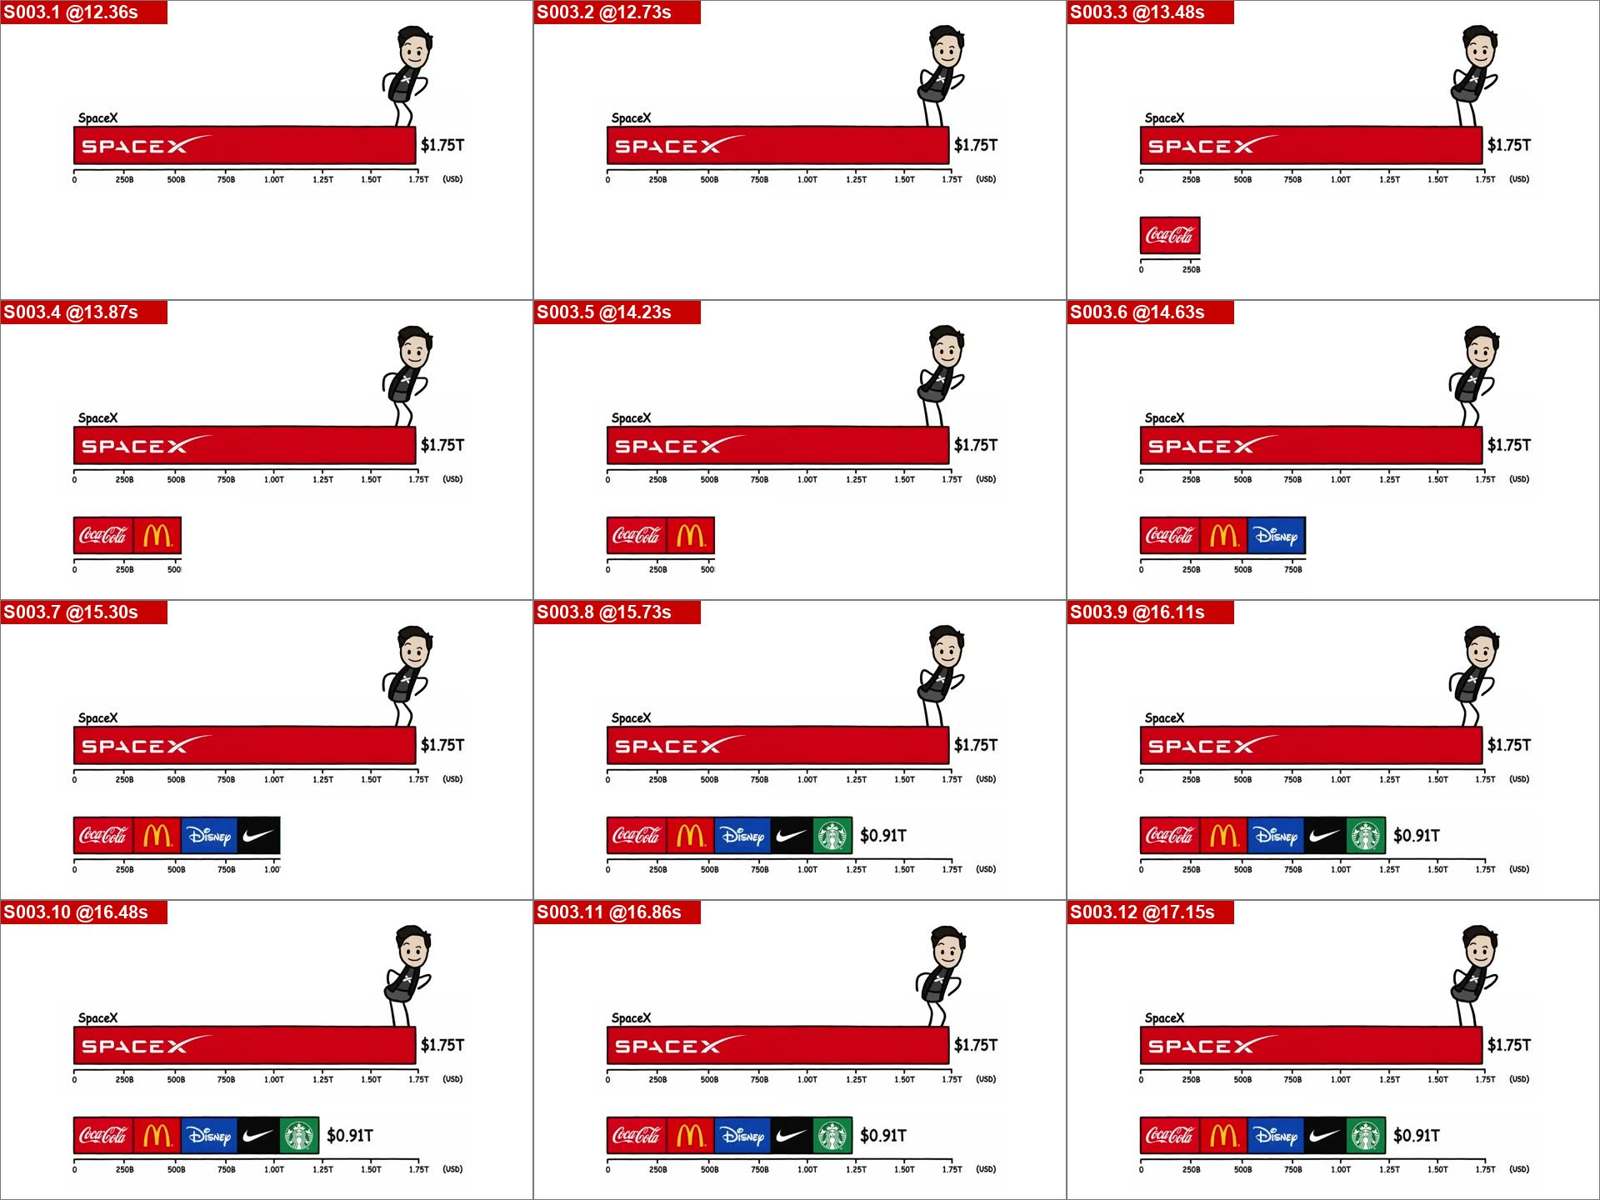 S003.1 @12.36s
SpaceX
SPACEX
$1.75T
0 250B 500B 750B 1.00T 1.25T 1.50T 1.75T (USD)
S003.2 @12.73s
SpaceX
SPACEX
$1.75T
0 250B 500B 750B 1.00T 1.25T 1.50T 1.75T (USD)
S003.3 @13.48s
SpaceX
SPACEX
$1.75T
0 250B 500B 750B 1.00T 1.25T 1.50T 1.75T (USD)
Coca-Cola
0 250B
S003.4 @13.87s
SpaceX
SPACEX
$1.75T
0 250B 500B 750B 1.00T 1.25T 1.50T 1.75T (USD)
Coca-Cola M
0 250B 500
S003.5 @14.23s
SpaceX
SPACEX
$1.75T
0 250B 500B 750B 1.00T 1.25T 1.50T 1.75T (USD)
Coca-Cola M
0 250B 500
S003.6 @14.63s
SpaceX
SPACEX
$1.75T
0 250B 500B 750B 1.00T 1.25T 1.50T 1.75T (USD)
Coca-Cola M Disney
0 250B 500B 750B
S003.7 @15.30s
SpaceX
SPACEX
$1.75T
0 250B 500B 750B 1.00T 1.25T 1.50T 1.75T (USD)
Coca-Cola M Disney
0 250B 500B 750B 1.00
S003.8 @15.73s
SpaceX
SPACEX
$1.75T
0 250B 500B 750B 1.00T 1.25T 1.50T 1.75T (USD)
Coca-Cola M Disney $0.91T
0 250B 500B 750B 1.00T 1.25T 1.50T 1.75T (USD)
S003.9 @16.11s
SpaceX
SPACEX
$1.75T
0 250B 500B 750B 1.00T 1.25T 1.50T 1.75T (USD)
Coca-Cola M Disney $0.91T
0 250B 500B 750B 1.00T 1.25T 1.50T 1.75T (USD)
S003.10 @16.48s
SpaceX
SPACEX
$1.75T
0 250B 500B 750B 1.00T 1.25T 1.50T 1.75T (USD)
Coca-Cola M Disney $0.91T
0 250B 500B 750B 1.00T 1.25T 1.50T 1.75T (USD)
S003.11 @16.86s
SpaceX
SPACEX
$1.75T
0 250B 500B 750B 1.00T 1.25T 1.50T 1.75T (USD)
Coca-Cola M Disney $0.91T
0 250B 500B 750B 1.00T 1.25T 1.50T 1.75T (USD)
S003.12 @17.15s
SpaceX
SPACEX
$1.75T
0 250B 500B 750B 1.00T 1.25T 1.50T 1.75T (USD)
Coca-Cola M Disney $0.91T
0 250B 500B 750B 1.00T 1.25T 1.50T 1.75T (USD)